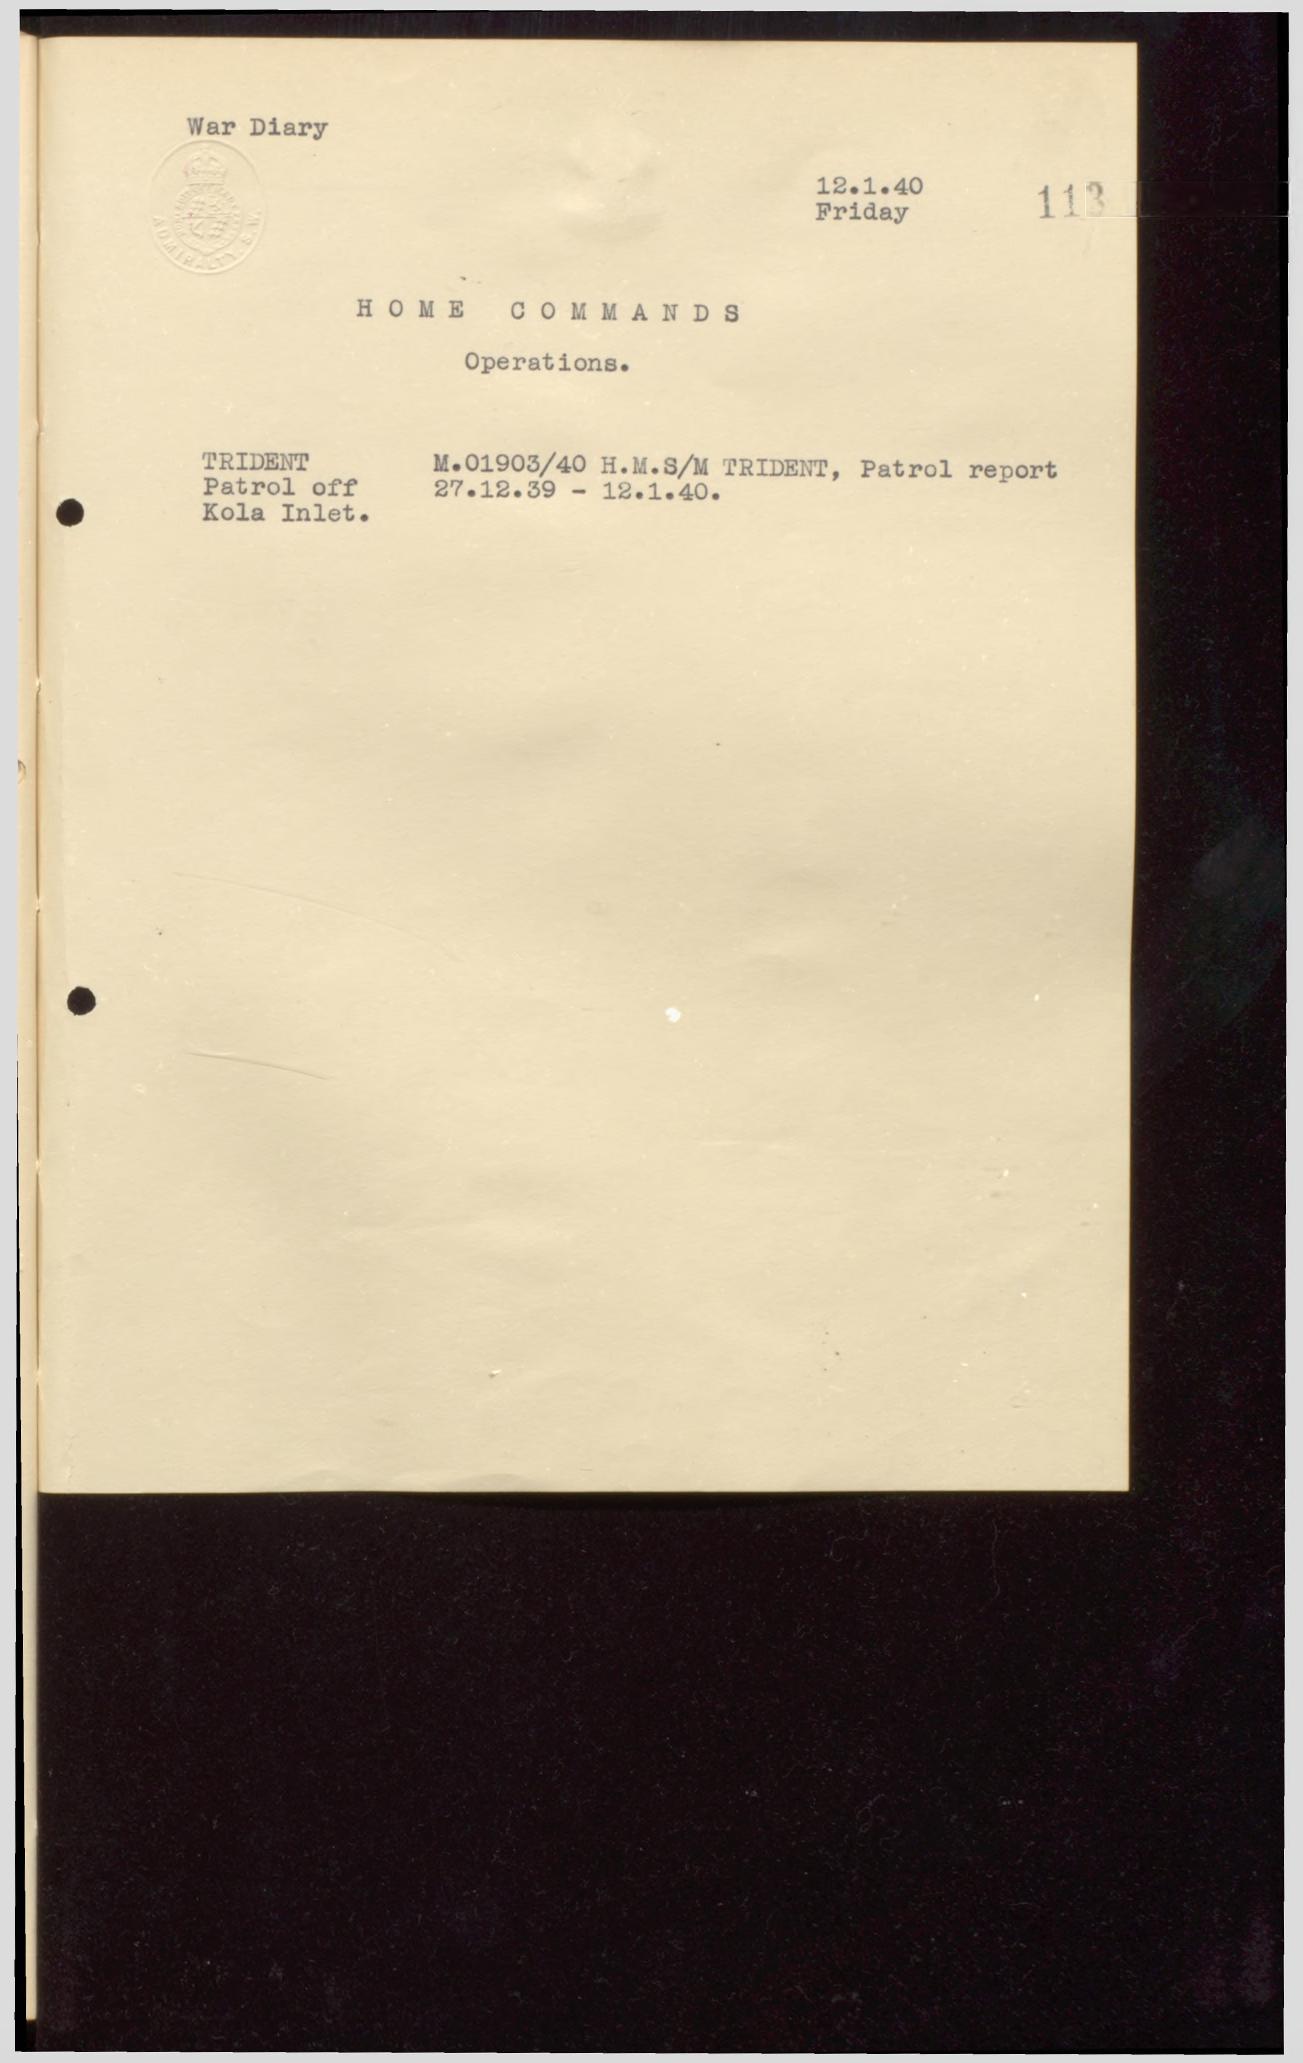 War Diary
ADMIRALTY. S.W.
12.1.40
Friday
HOME COMMANDS
Operations.
TRIDENT
Patrol off
Kola Inlet.
M.01903/40 H.M.S/M TRIDENT, Patrol report
27.12.39 - 12.1.40.